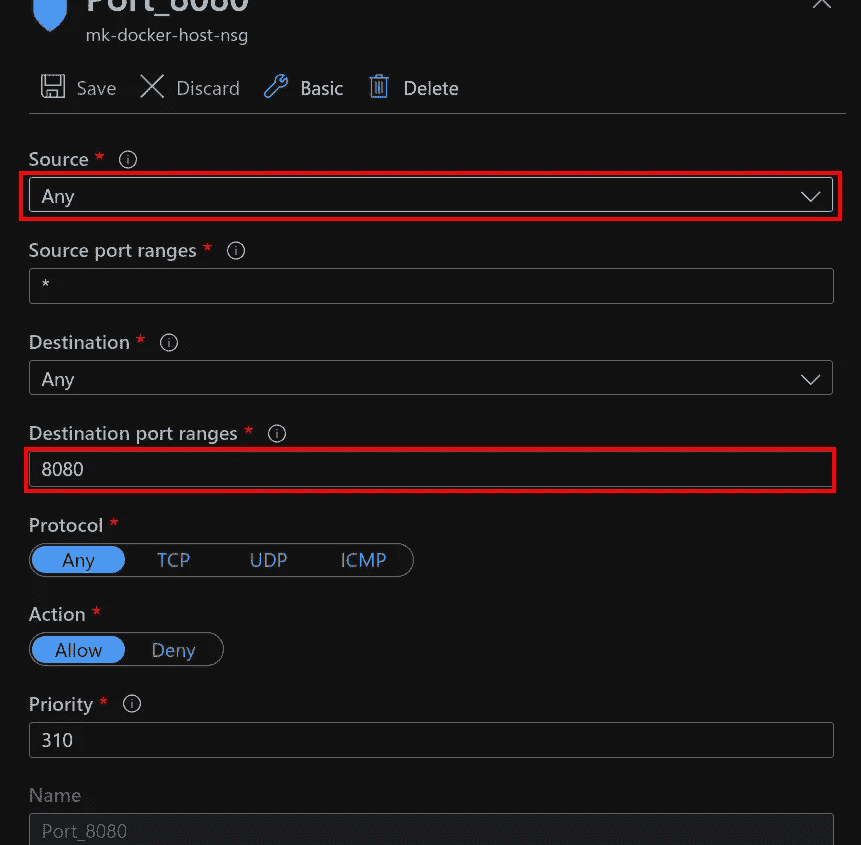 Port_8080
mk-docker-host-nsg
Save Discard Basic Delete
Source *
Any
Source port ranges *
*
Destination *
Any
Destination port ranges *
8080
Protocol *
Any TCP UDP ICMP
Action *
Allow Deny
Priority *
310
Name
Port_8080